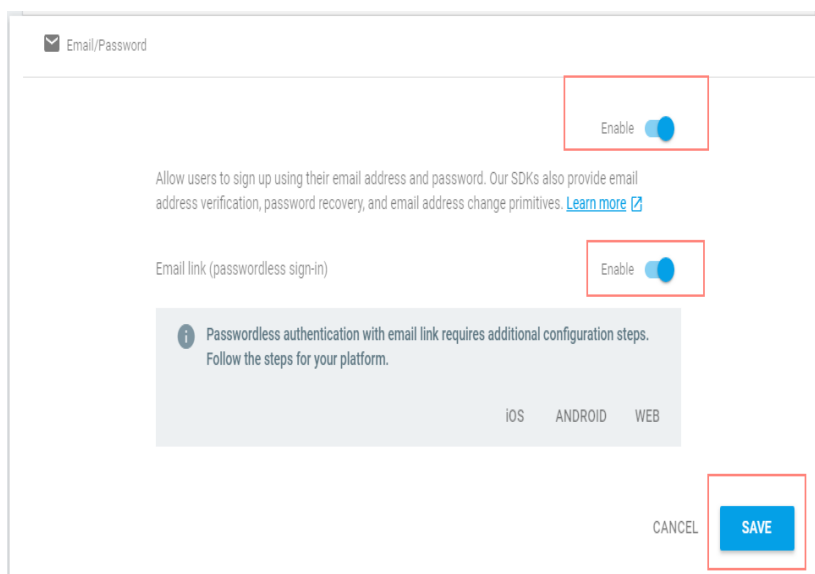 Email/Password
Enable
Allow users to sign up using their email address and password. Our SDKs also provide email
address verification, password recovery, and email address change primitives. Learn more
Email link (passwordless sign-in) Enable
Passwordless authentication with email link requires additional configuration steps.
Follow the steps for your platform.
iOS ANDROID WEB
CANCEL SAVE